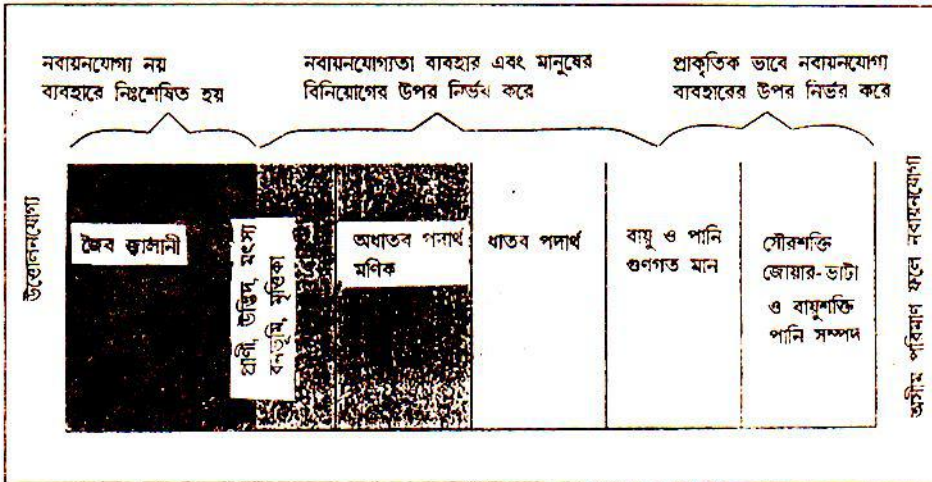 নবায়নযোগ্য নয়
ব্যবহারে নিঃশেষিত হয়
নবায়নযোগ্যতা ব্যবহার এবং মানুষের
বিনিয়োগের উপর নির্ভর করে
প্রাকৃতিক ভাবে নবায়নযোগ্য
ব্যবহারের উপর নির্ভর করে
উত্তোলনযোগ্য
জৈব জ্বালানী
প্রাণী, উদ্ভিদ, মৎস্য
বনভূমি, মৃত্তিকা
অধাতব পদার্থ
মণিক
ধাতব পদার্থ
বায়ু ও পানি
গুণগত মান
সৌরশক্তি
জোয়ার-ভাটা
ও বায়ুশক্তি
পানি সম্পদ
অসীম পরিমাণ ফলে নবায়নযোগ্য